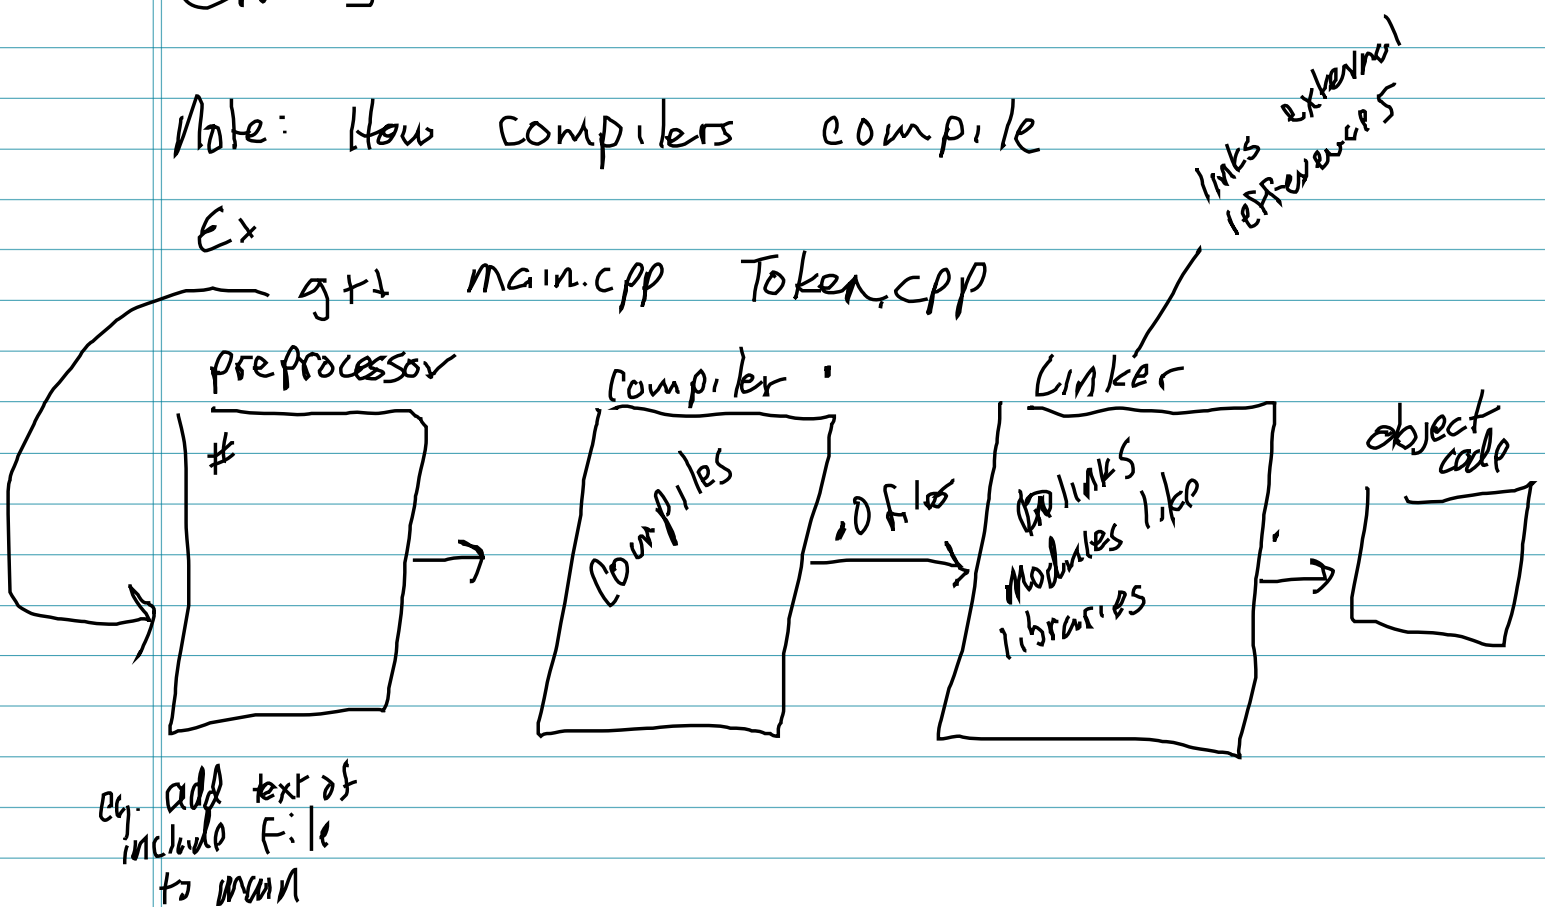 Note: How compilers compile
Ex
g++ main.cpp Token.cpp
links external
refferences
preprocessor
compiler
Linker
object
code
#
compiles
.o files
links
modules like
libraries
eg. add text of
include file
to main